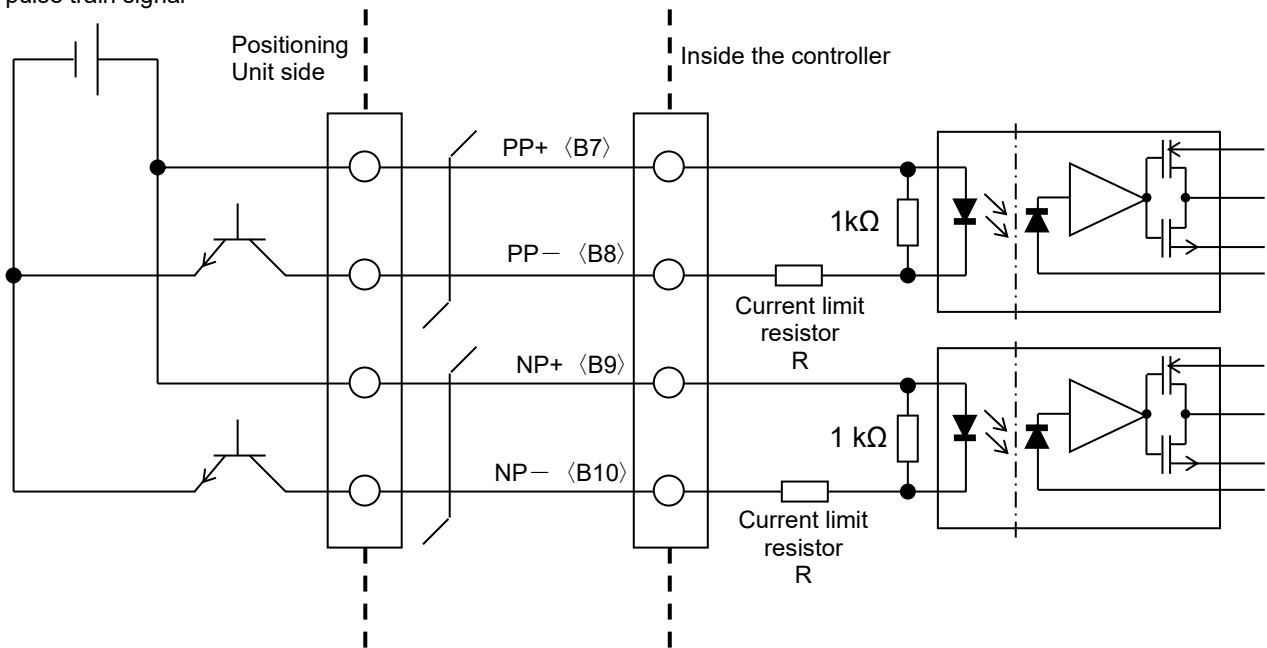 pulse train signal
Positioning
Unit side
Inside the controller
PP+ 〈B7〉
1kΩ
PP－ 〈B8〉
Current limit
resistor
R
NP+ 〈B9〉
1 kΩ
NP－ 〈B10〉
Current limit
resistor
R